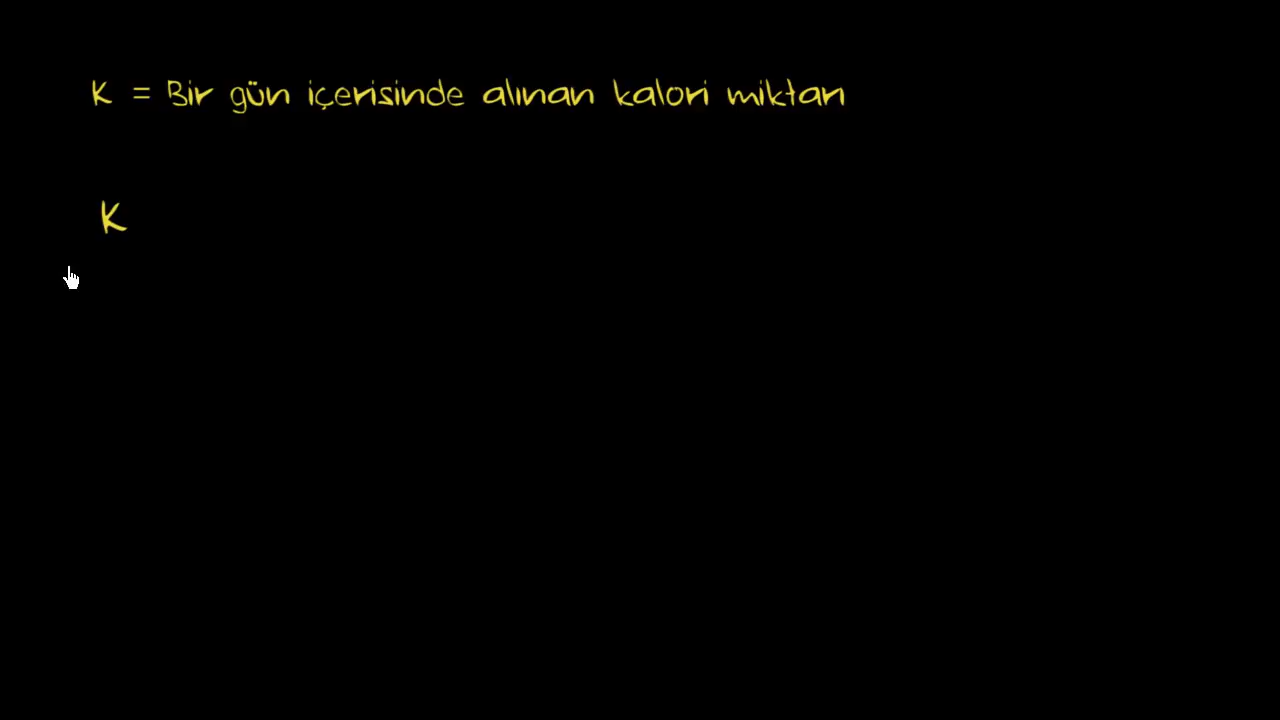 K = Bir gün içerisinde alınan kalori miktarı
K